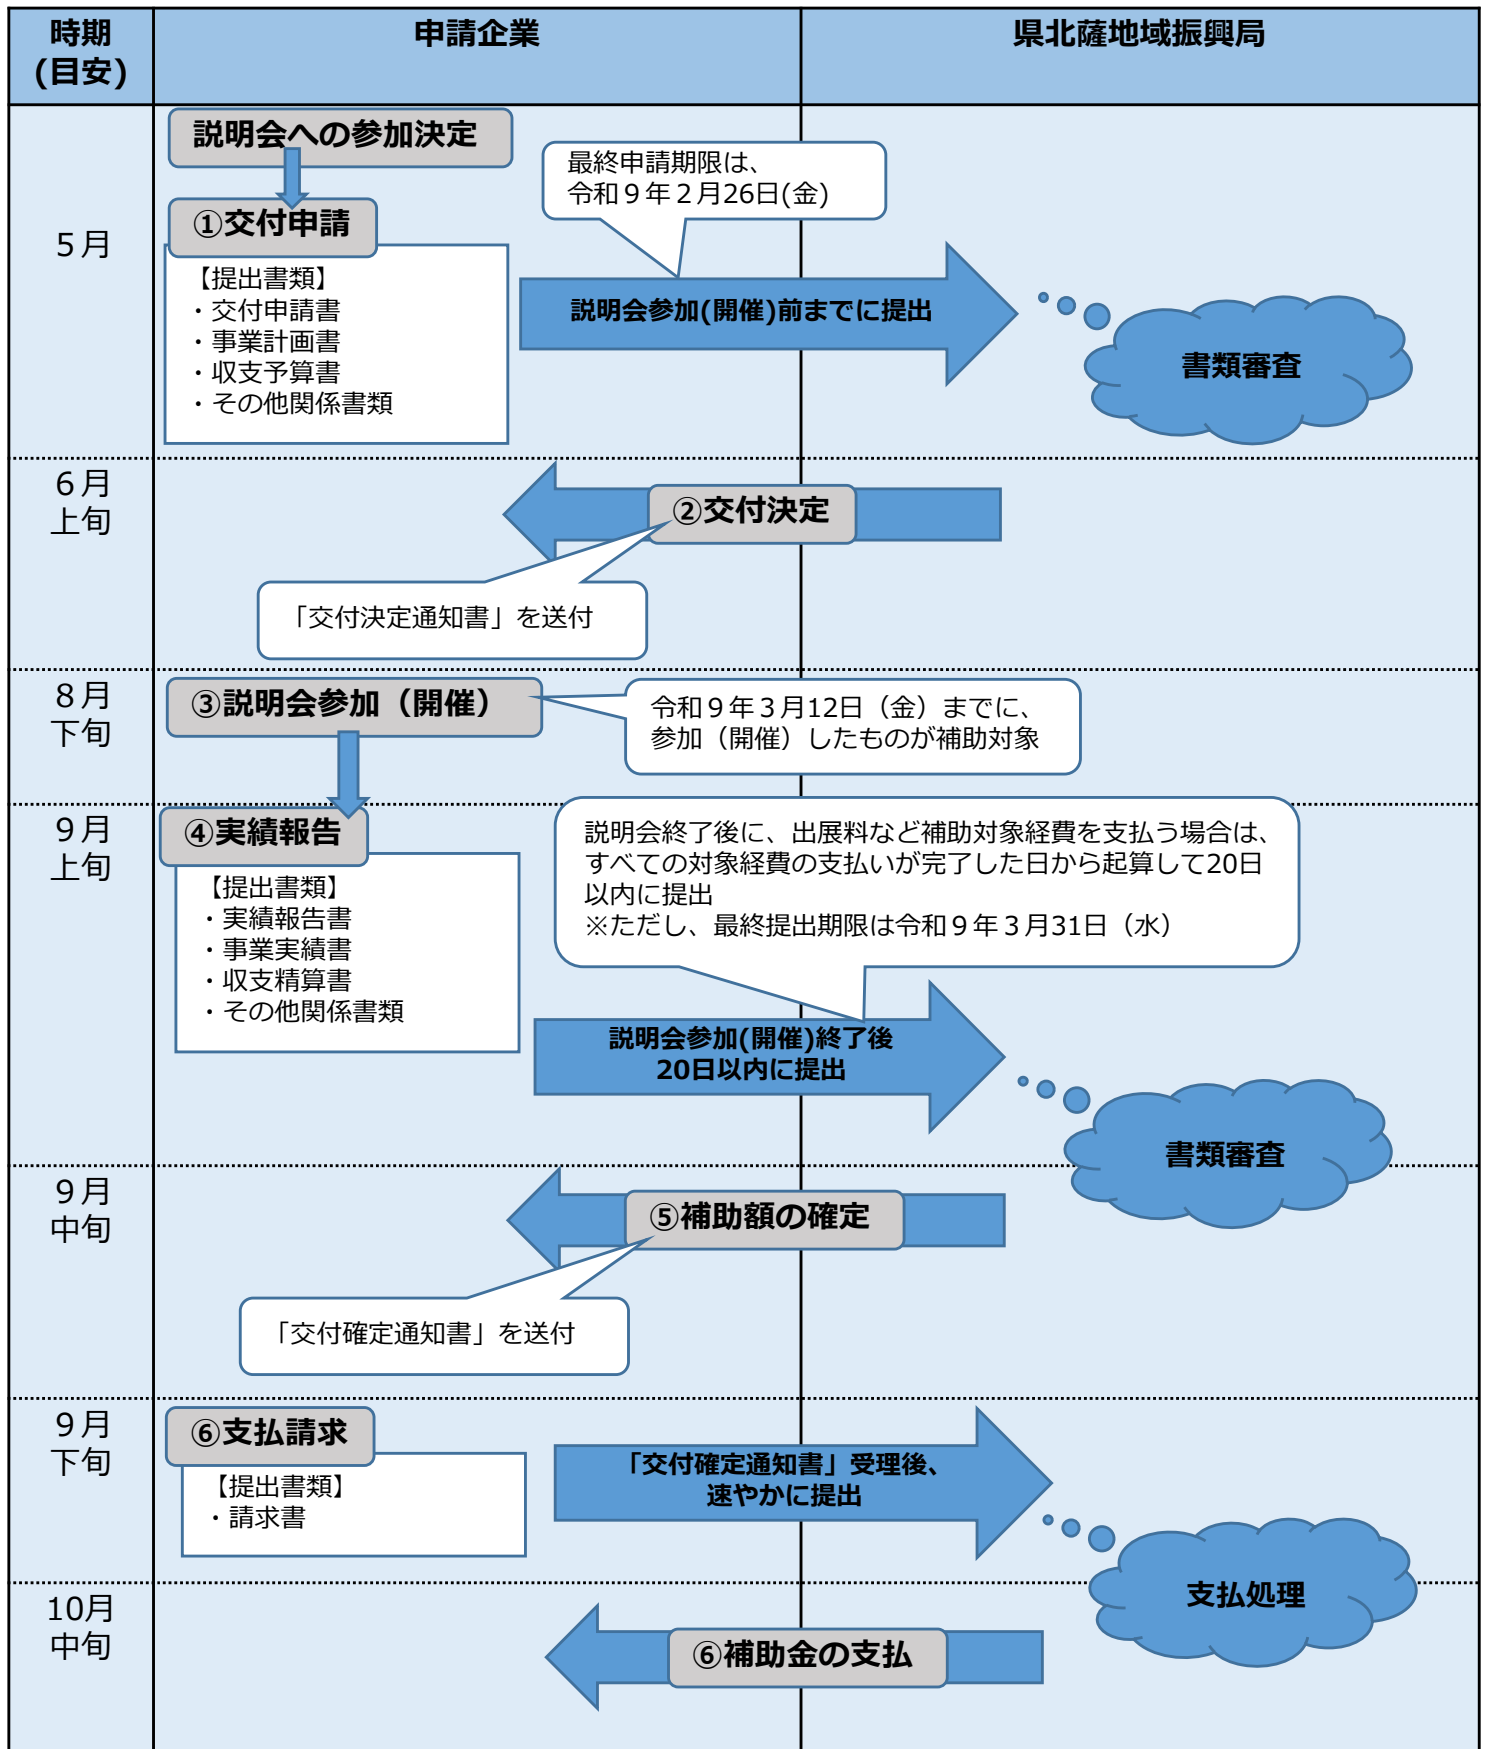 時期
(目安)
申請企業
県北薩地域振興局
5月
説明会への参加決定
①交付申請
【提出書類】
・交付申請書
・事業計画書
・収支予算書
・その他関係書類
最終申請期限は、
令和9年2月26日(金)
説明会参加(開催)前までに提出
書類審査
6月
上旬
②交付決定
「交付決定通知書」を送付
8月
下旬
③説明会参加（開催）
令和9年3月12日（金）までに、
参加（開催）したものが補助対象
9月
上旬
④実績報告
【提出書類】
・実績報告書
・事業実績書
・収支精算書
・その他関係書類
説明会終了後に、出展料など補助対象経費を支払う場合は、
すべての対象経費の支払いが完了した日から起算して20日
以内に提出
※ただし、最終提出期限は令和9年3月31日（水）
説明会参加(開催)終了後
20日以内に提出
書類審査
9月
中旬
⑤補助額の確定
「交付確定通知書」を送付
9月
下旬
⑥支払請求
【提出書類】
・請求書
「交付確定通知書」受理後、
速やかに提出
支払処理
10月
中旬
⑥補助金の支払